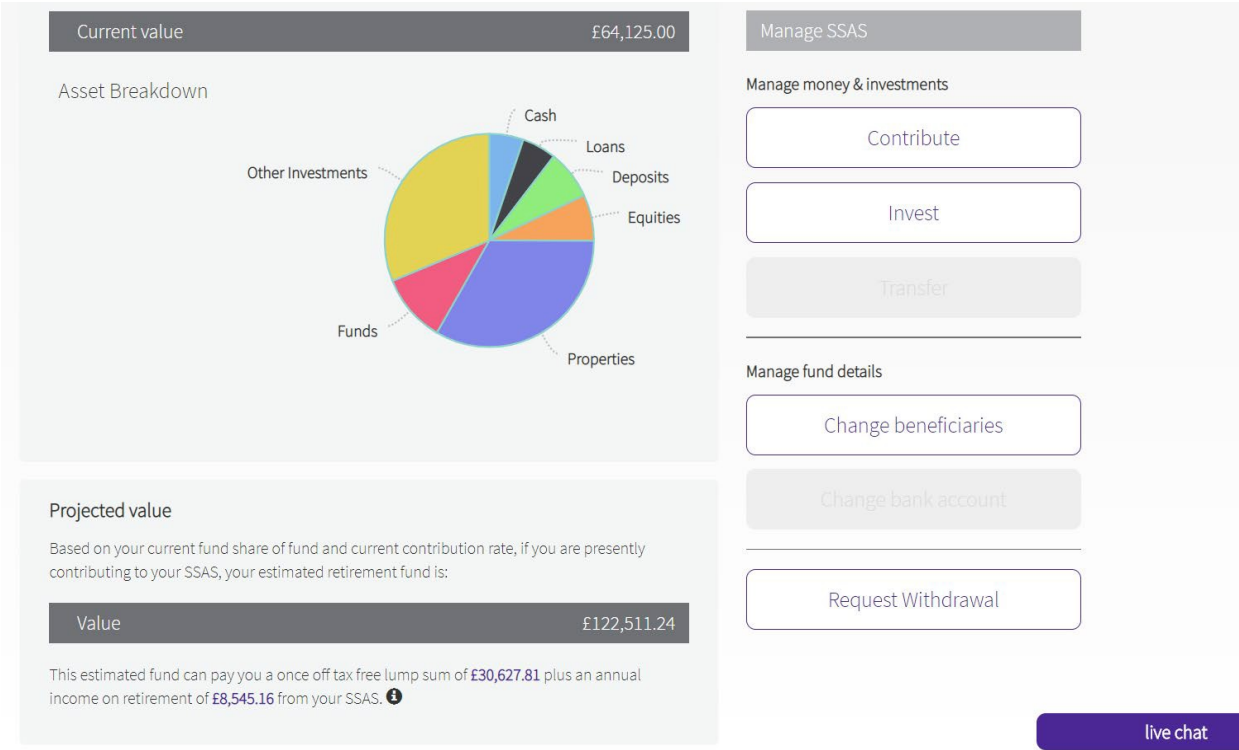 Current value £64,125.00
Asset Breakdown
Cash
Loans
Deposits
Equities
Other Investments
Funds
Properties
Projected value
Based on your current fund share of fund and current contribution rate, if you are presently
contributing to your SSAS, your estimated retirement fund is:
Value £122,511.24
This estimated fund can pay you a once off tax free lump sum of £30,627.81 plus an annual
income on retirement of £8,545.16 from your SSAS.
Manage SSAS
Manage money & investments
Contribute
Invest
Transfer
Manage fund details
Change beneficiaries
Change bank account
Request Withdrawal
live chat